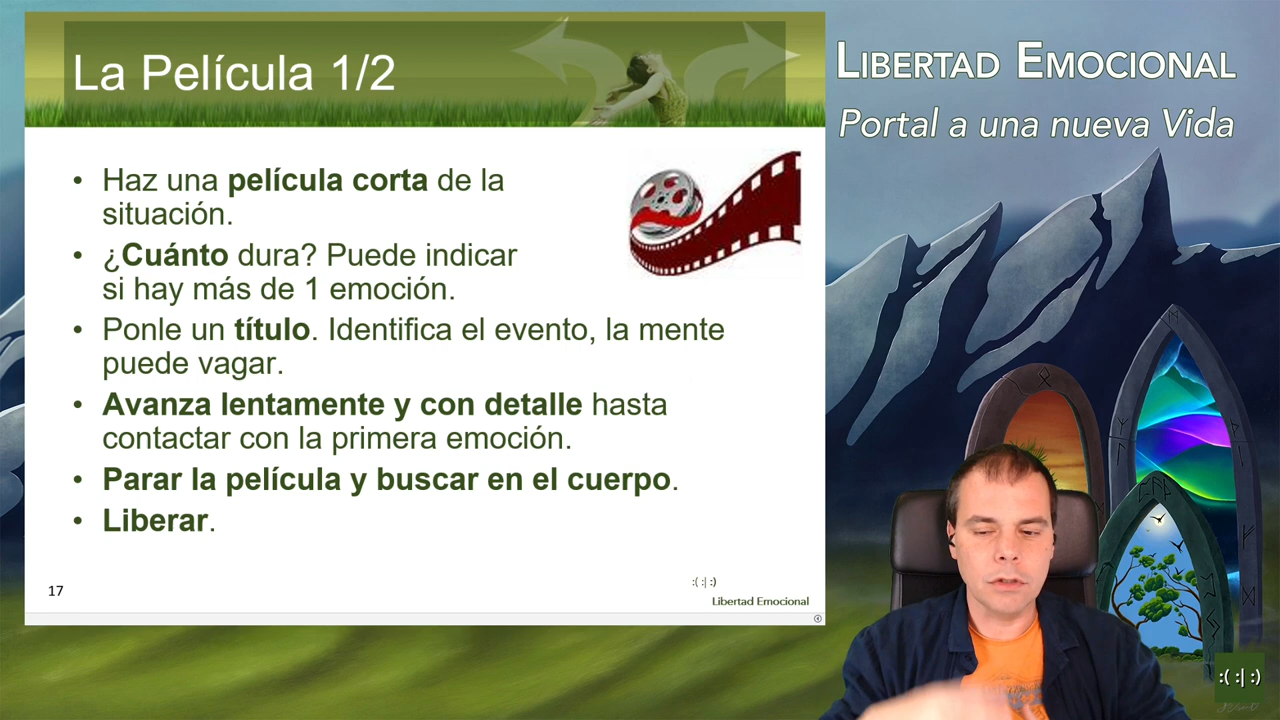 La Película 1/2
LIBERTAD EMOCIONAL
Portal a una nueva Vida
• Haz una película corta de la
situación.
• ¿Cuánto dura? Puede indicar
si hay más de 1 emoción.
• Ponle un título. Identifica el evento, la mente
puede vagar.
• Avanza lentamente y con detalle hasta
contactar con la primera emoción.
• Parar la película y buscar en el cuerpo.
• Liberar.
17
:( :| :)
Libertad Emocional
:( :| :)